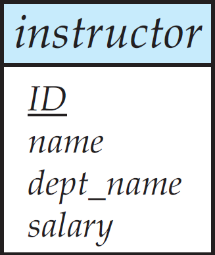 instructor
ID
name
dept_name
salary